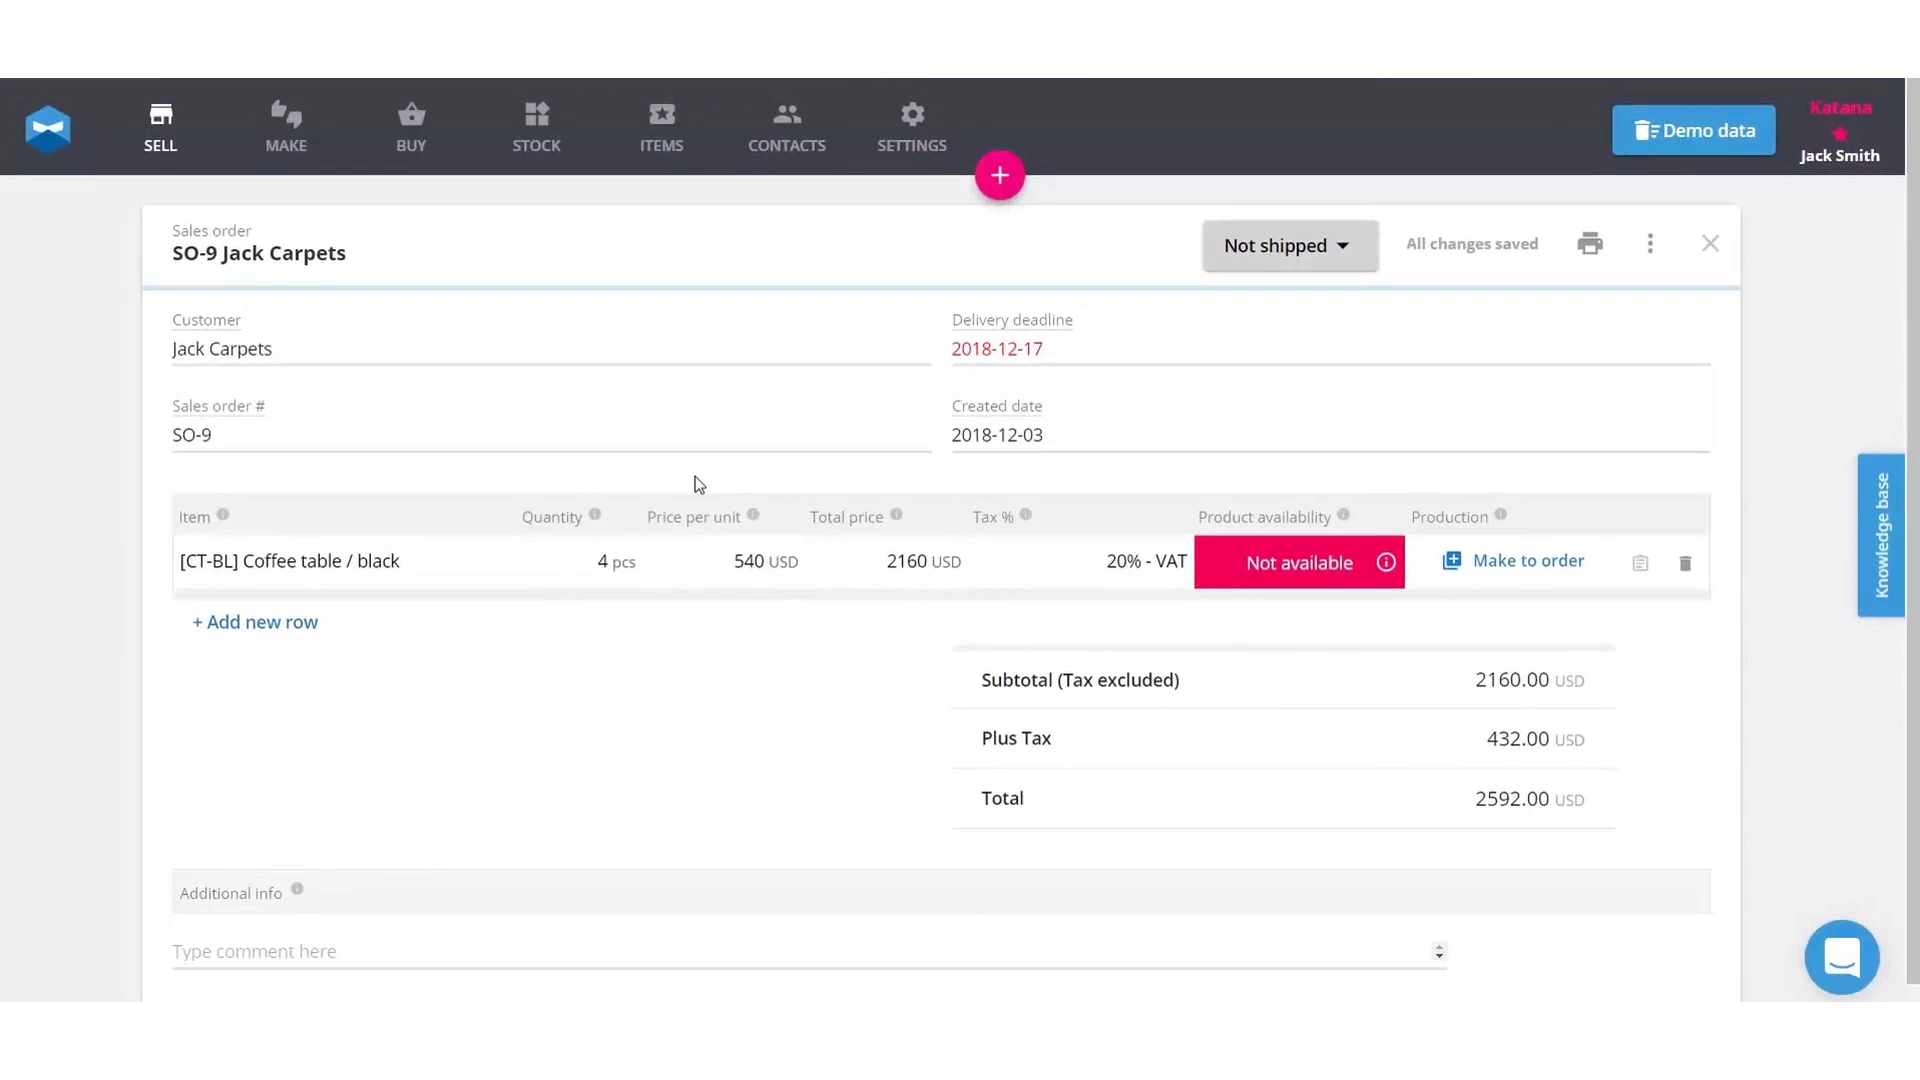 SELL MAKE BUY STOCK ITEMS CONTACTS SETTINGS
Demo data
Katana
Jack Smith
Sales order
SO-9 Jack Carpets
Not shipped
All changes saved
Customer
Jack Carpets
Delivery deadline
2018-12-17
Sales order #
SO-9
Created date
2018-12-03
Item Quantity Price per unit Total price Tax % Product availability Production
[CT-BL] Coffee table / black 4 pcs 540 USD 2160 USD 20% - VAT Not available Make to order
+ Add new row
Subtotal (Tax excluded) 2160.00 USD
Plus Tax 432.00 USD
Total 2592.00 USD
Additional info
Type comment here
Knowledge base